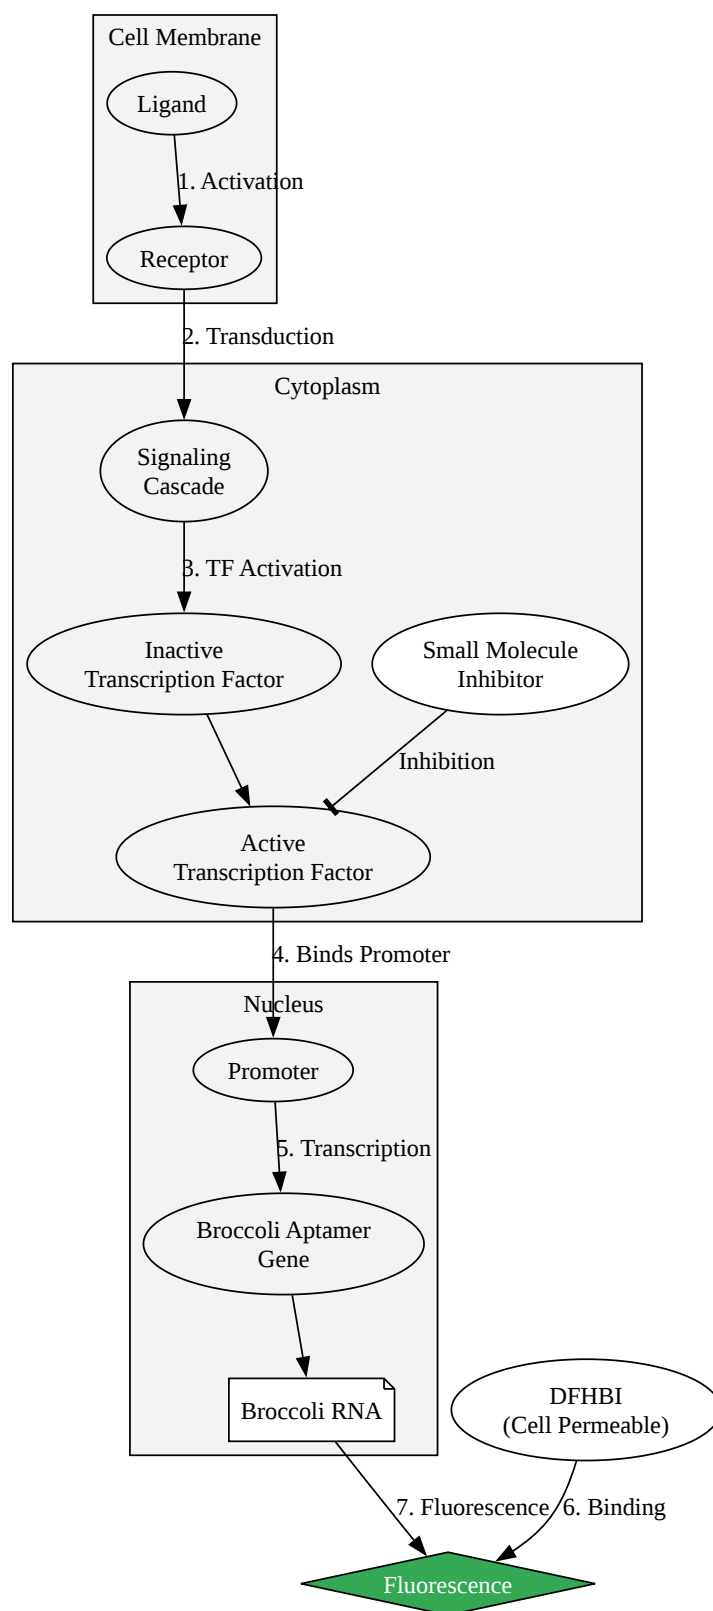 Cell Membrane
Ligand
1. Activation
Receptor
2. Transduction
Cytoplasm
Signaling
Cascade
3. TF Activation
Inactive
Transcription Factor
Small Molecule
Inhibitor
Inhibition
Active
Transcription Factor
4. Binds Promoter
Nucleus
Promoter
5. Transcription
Broccoli Aptamer
Gene
Broccoli RNA
DFHBI
(Cell Permeable)
7. Fluorescence
6. Binding
Fluorescence